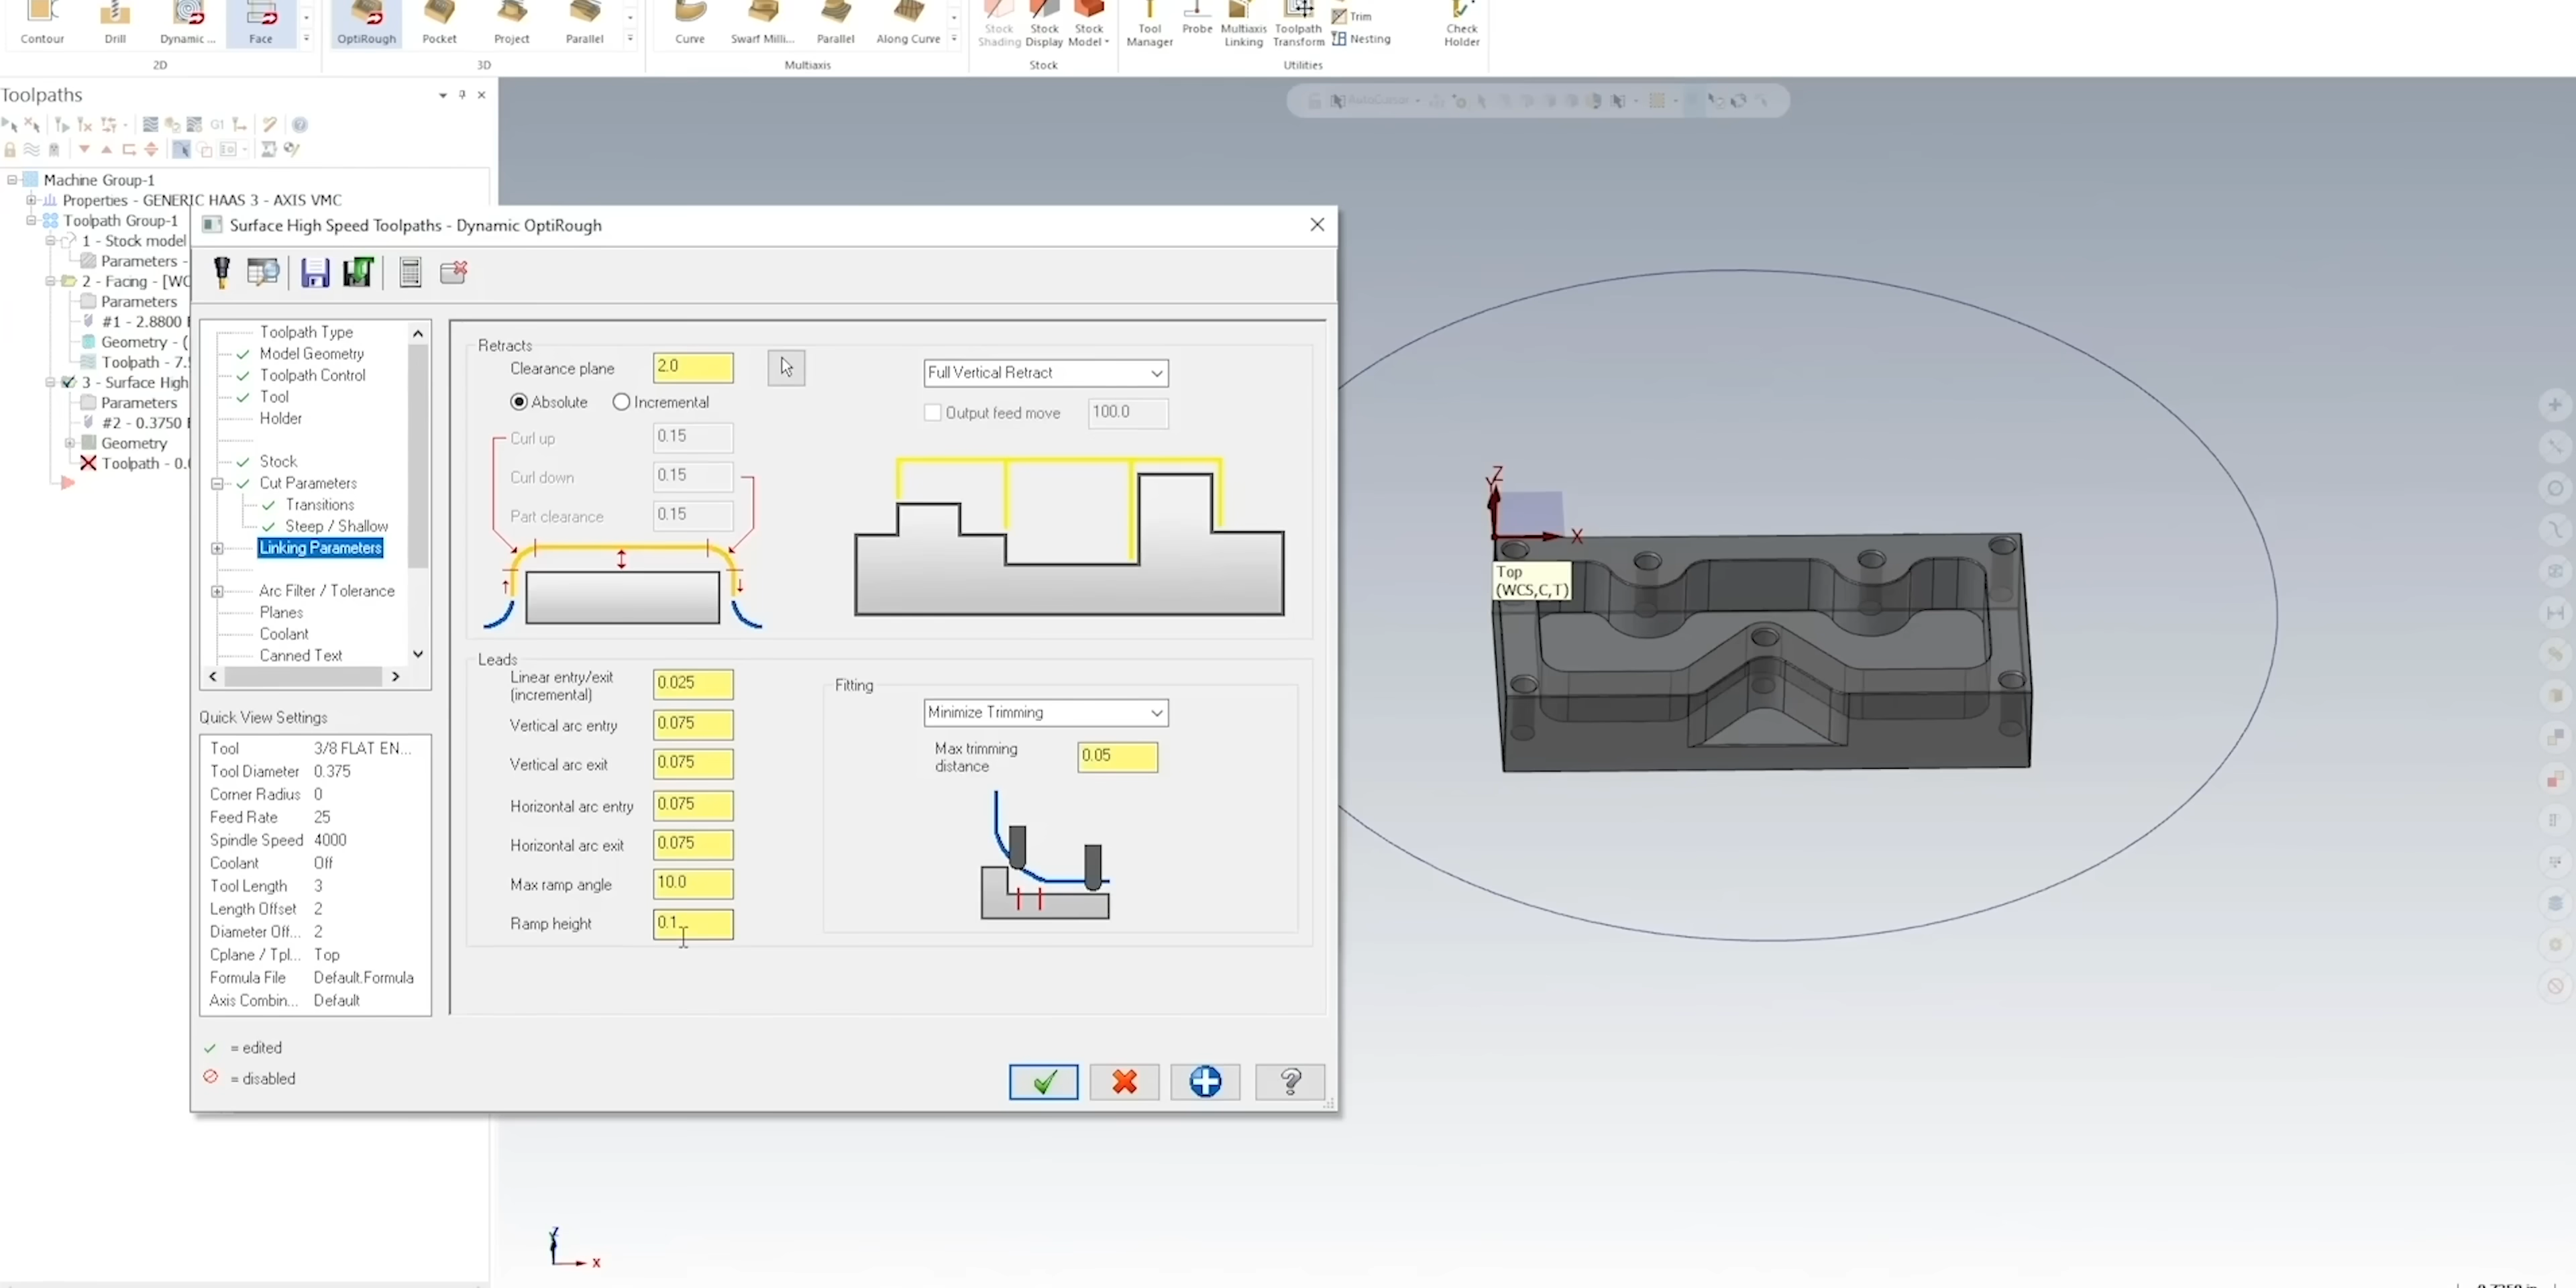 Contour Drill Dynamic ... Face OptiRough Pocket Project Parallel Curve Swarf Milli... Parallel Along Curve Stock Shading Stock Display Stock Model Tool Manager Probe Multiaxis Linking Toolpath Transform Trim Nesting Check Holder
2D 3D Multiaxis Stock Utilities
Toolpaths
AutoCursor
G1
Machine Group-1
Properties - GENERIC HAAS 3 - AXIS VMC
Toolpath Group-1
1 - Stock model
Parameters -
2 - Facing - [WC
Parameters
#1 - 2.8800
Geometry - (
Toolpath - 7.
3 - Surface High
Parameters
#2 - 0.3750
Geometry
Toolpath - 0.
Surface High Speed Toolpaths - Dynamic OptiRough
Toolpath Type
Model Geometry
Toolpath Control
Tool
Holder
Stock
Cut Parameters
Transitions
Steep / Shallow
Linking Parameters
Arc Filter / Tolerance
Planes
Coolant
Canned Text
Quick View Settings
Tool 3/8 FLAT EN...
Tool Diameter 0.375
Corner Radius 0
Feed Rate 25
Spindle Speed 4000
Coolant Off
Tool Length 3
Length Offset 2
Diameter Off... 2
Cplane / Tpl... Top
Formula File Default.Formula
Axis Combin... Default
= edited
= disabled
Retracts
Clearance plane 2.0
Absolute Incremental
Curl up 0.15
Curl down 0.15
Part clearance 0.15
Full Vertical Retract
Output feed move 100.0
Leads
Linear entry/exit
(incremental) 0.025
Vertical arc entry 0.075
Vertical arc exit 0.075
Horizontal arc entry 0.075
Horizontal arc exit 0.075
Max ramp angle 10.0
Ramp height 0.1
Fitting
Minimize Trimming
Max trimming
distance 0.05
Z
Y
X
Top
(WCS,C,T)
Z
X